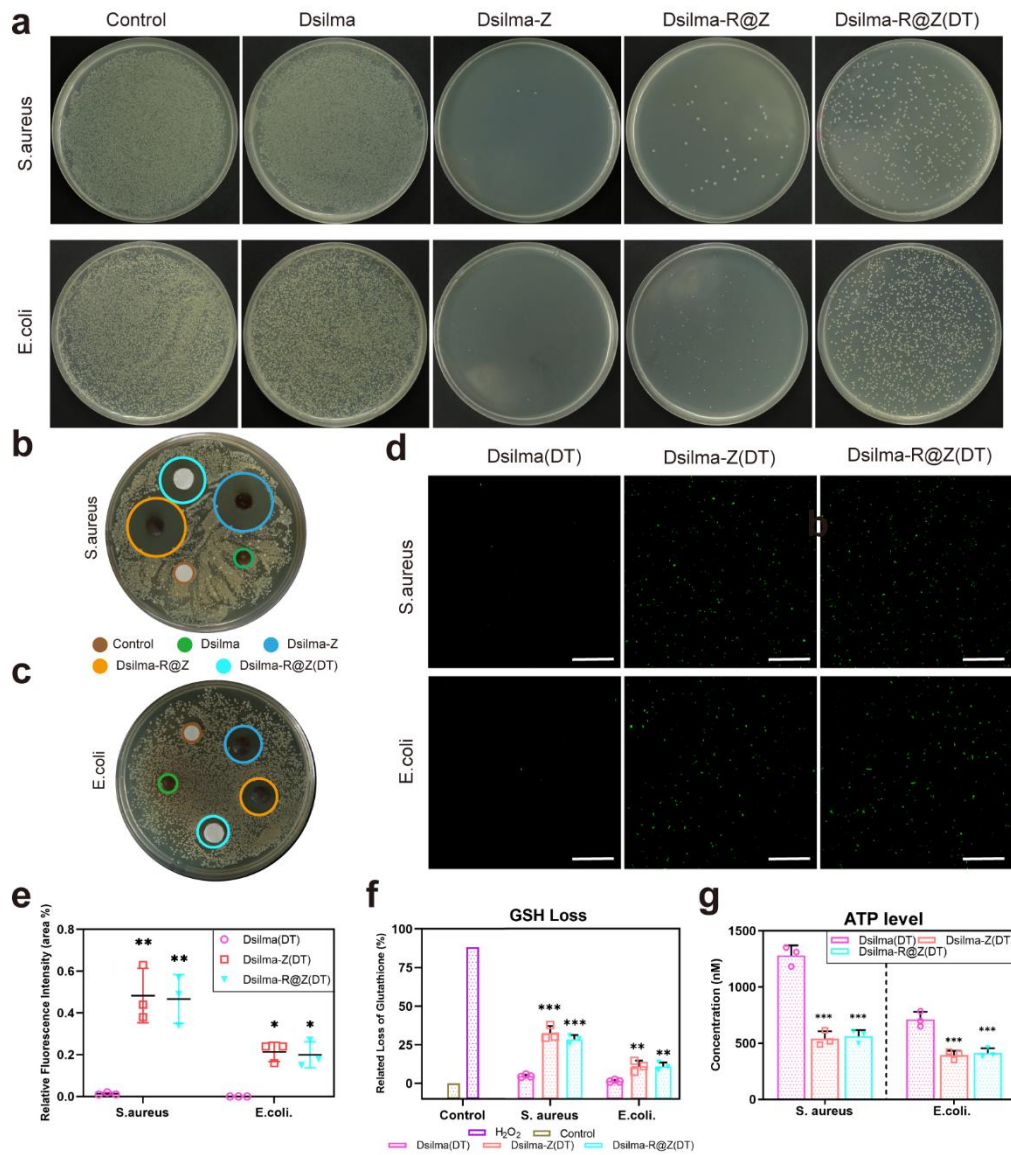 a
Control Dsilma Dsilma-Z Dsilma-R@Z Dsilma-R@Z(DT)
S.aureus
E.coli
b
S.aureus
Control Dsilma Dsilma-Z
Dsilma-R@Z Dsilma-R@Z(DT)
c
E.coli
d
Dsilma(DT) Dsilma-Z(DT) Dsilma-R@Z(DT)
b
S.aureus
E.coli
e
Relative Fluorescence Intensity (area %)
0.8
0.6
0.4
0.2
0.0
Dsilma(DT)
Dsilma-Z(DT)
Dsilma-R@Z(DT)
** **
* *
S.aureus E.coli.
f
GSH Loss
Related Loss of Glutathione (%)
100
75
50
25
0
*** ***
** **
Control S. aureus E.coli.
H₂O₂ Control
Dsilma(DT) Dsilma-Z(DT) Dsilma-R@Z(DT)
g
ATP level
Concentration (nM)
1500
1000
500
0
Dsilma(DT) Dsilma-Z(DT)
Dsilma-R@Z(DT)
*** ***
*** ***
S. aureus E.coli.